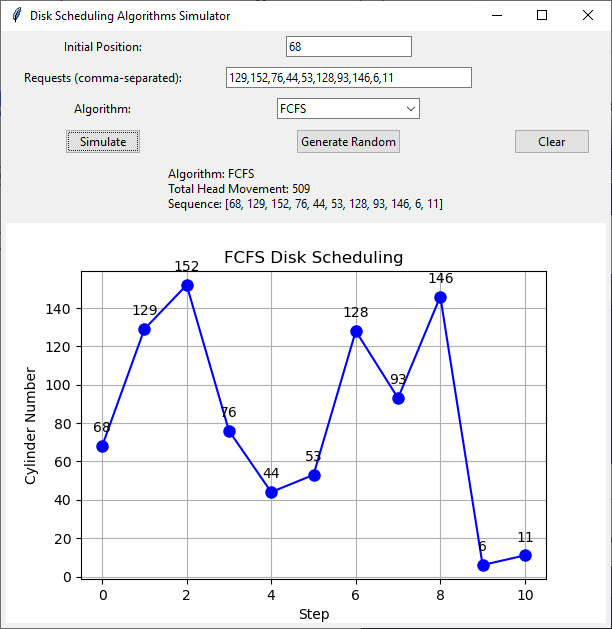 Disk Scheduling Algorithms Simulator
Initial Position:
68
Requests (comma-separated):
129,152,76,44,53,128,93,146,6,11
Algorithm:
FCFS
Simulate
Generate Random
Clear
Algorithm: FCFS
Total Head Movement: 509
Sequence: [68, 129, 152, 76, 44, 53, 128, 93, 146, 6, 11]
FCFS Disk Scheduling
152
146
129
128
93
76
68
53
44
11
6
140
120
100
80
60
40
20
0
Cylinder Number
0 2 4 6 8 10
Step